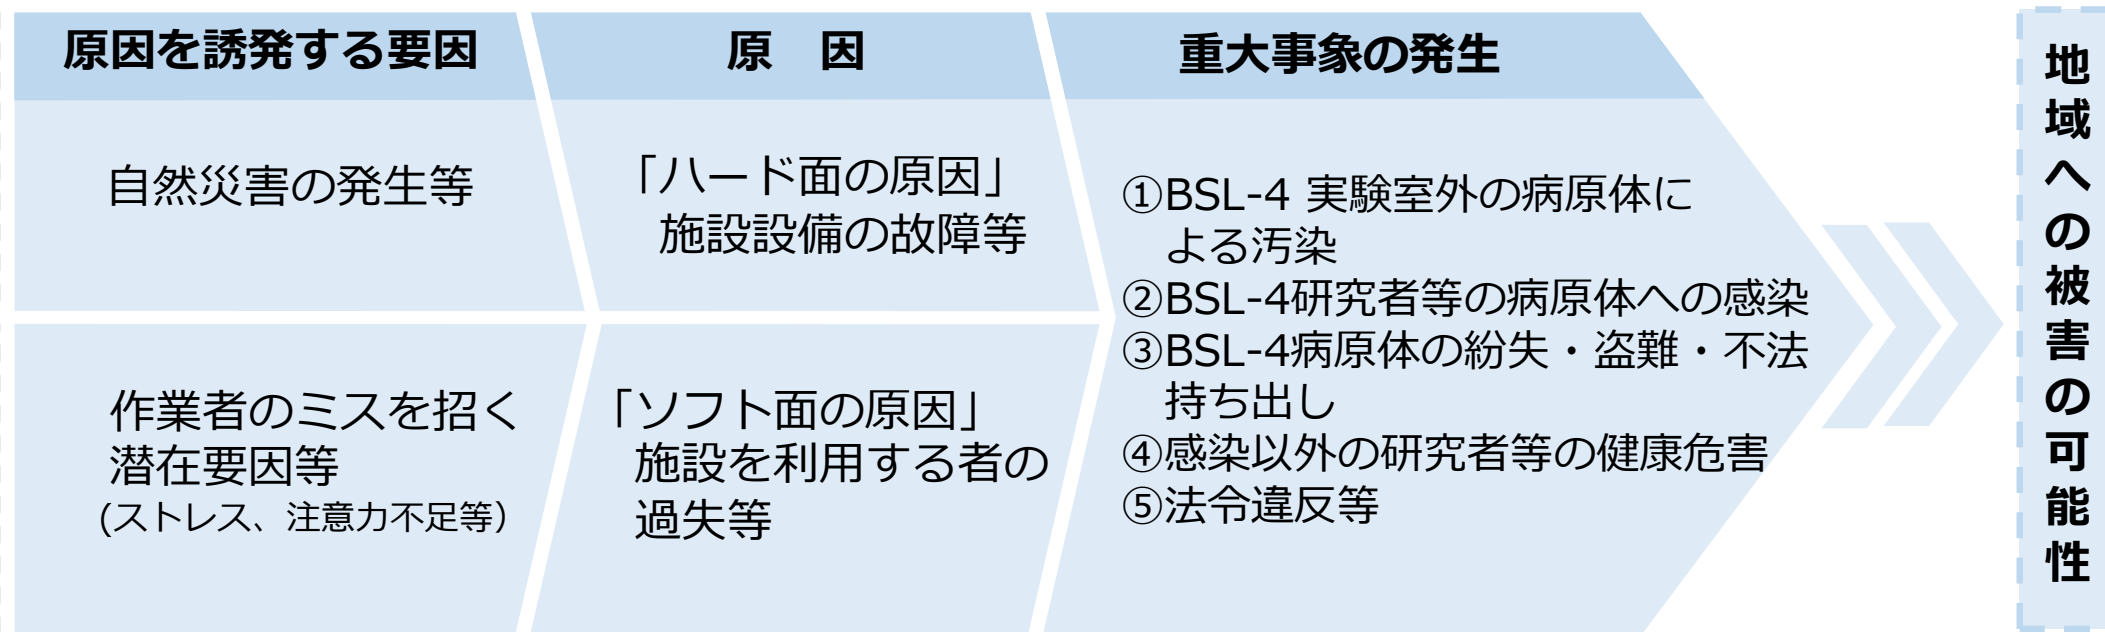 原因を誘発する要因
自然災害の発生等
作業者のミスを招く
潜在要因等
(ストレス、注意力不足等）
原　因
「ハード面の原因」
施設設備の故障等
「ソフト面の原因」
施設を利用する者の
過失等
重大事象の発生
①BSL-4 実験室外の病原体に
よる汚染
②BSL-4研究者等の病原体への感染
③BSL-4病原体の紛失・盗難・不法
持ち出し
④感染以外の研究者等の健康危害
⑤法令違反等
地域への被害の可能性